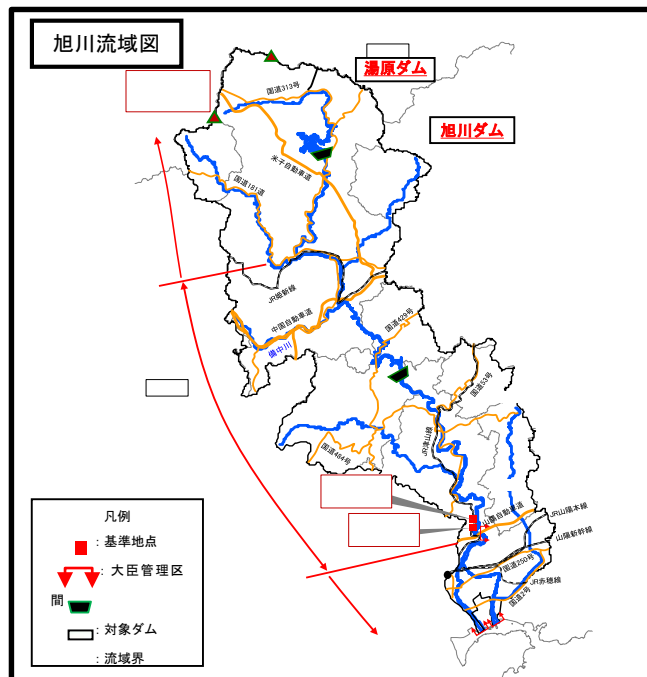 旭川流域図
湯原ダム
旭川ダム
国道313号
米子自動車道
国道181道
JR姫新線
中国自動車道
備中川
国道429号
国道53号
JR津山線
国道484号
山陽自動車道
JR山陽本線
山陽新幹線
国道250号
JR赤穂線
国道2号
凡例
: 基準地点
: 大臣管理区
間
: 対象ダム
: 流域界